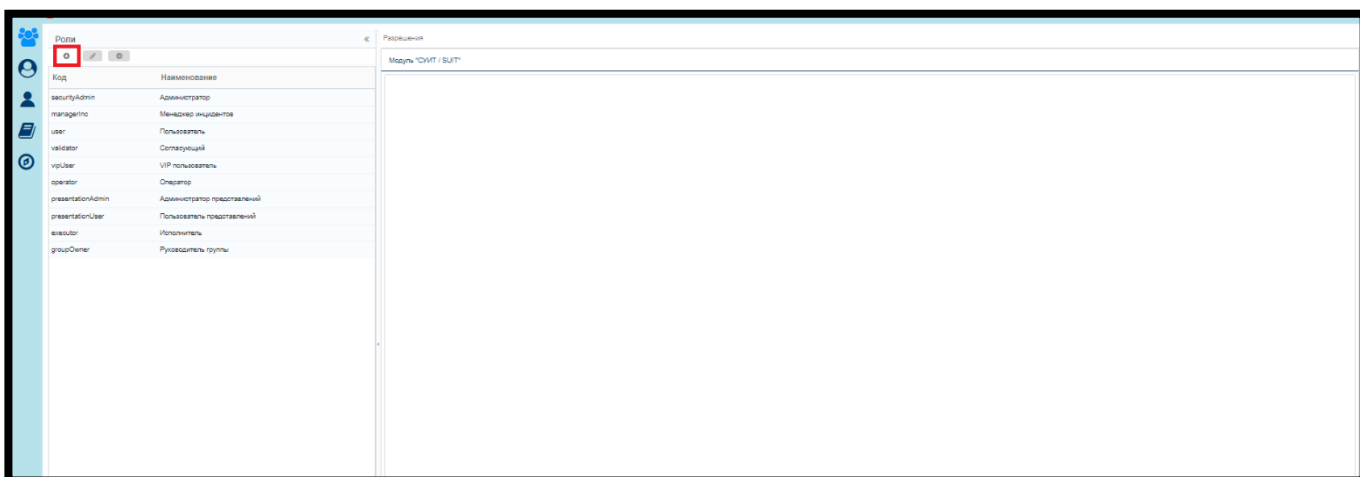 Роли
«
Разрешения
Модуль "СУИТ / SUIT"
Код Наименование
securityAdmin Администратор
managerInc Менеджер инцидентов
user Пользователь
validator Согласующий
vipUser VIP пользователь
operator Оператор
presentationAdmin Администратор представлений
presentationUser Пользователь представлений
executor Исполнитель
groupOwner Руководитель группы